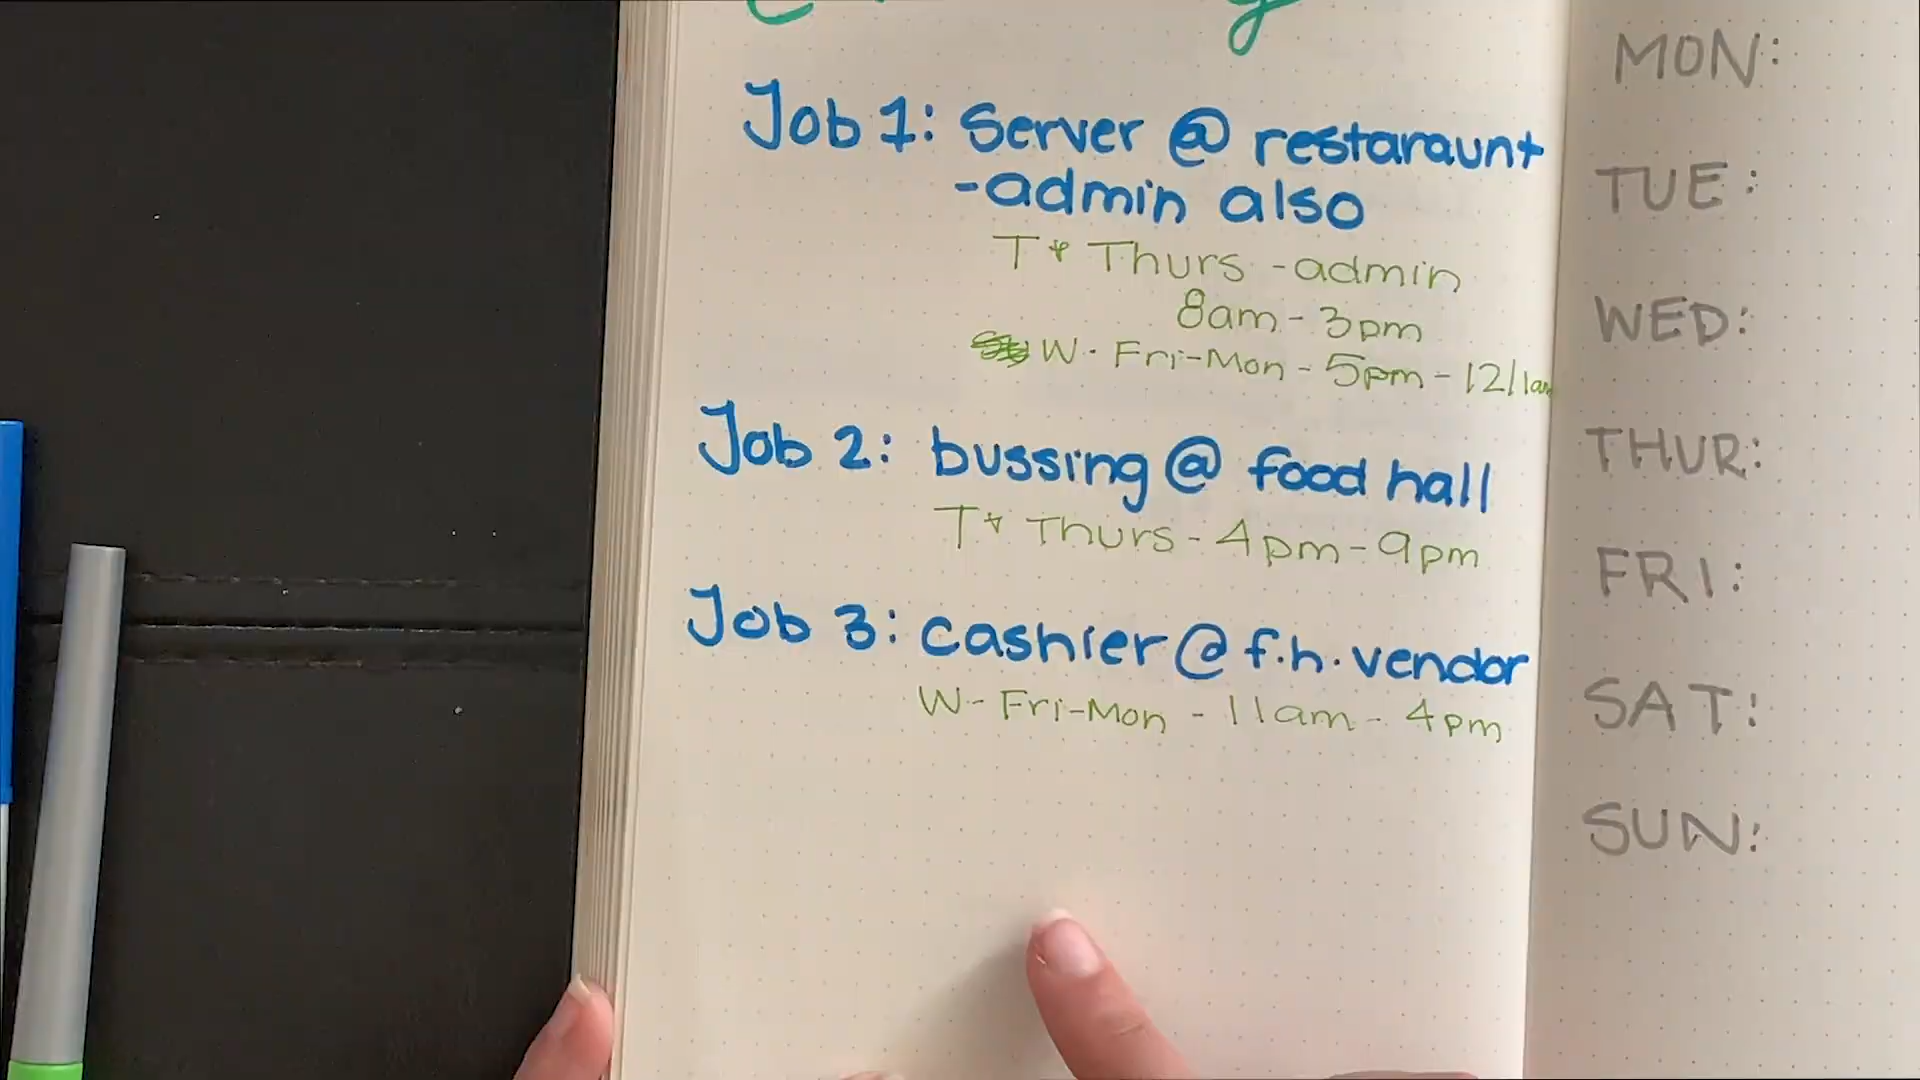 Job 1: Server @ restaraunt
-admin also
T & Thurs - admin
8am - 3pm
W - Fri-Mon - 5pm - 12/1am
Job 2: bussing @ food hall
T & Thurs - 4pm - 9pm
Job 3: cashier @ f.h. vendor
W - Fri-Mon - 11am - 4pm
MON:
TUE:
WED:
THUR:
FRI:
SAT:
SUN: